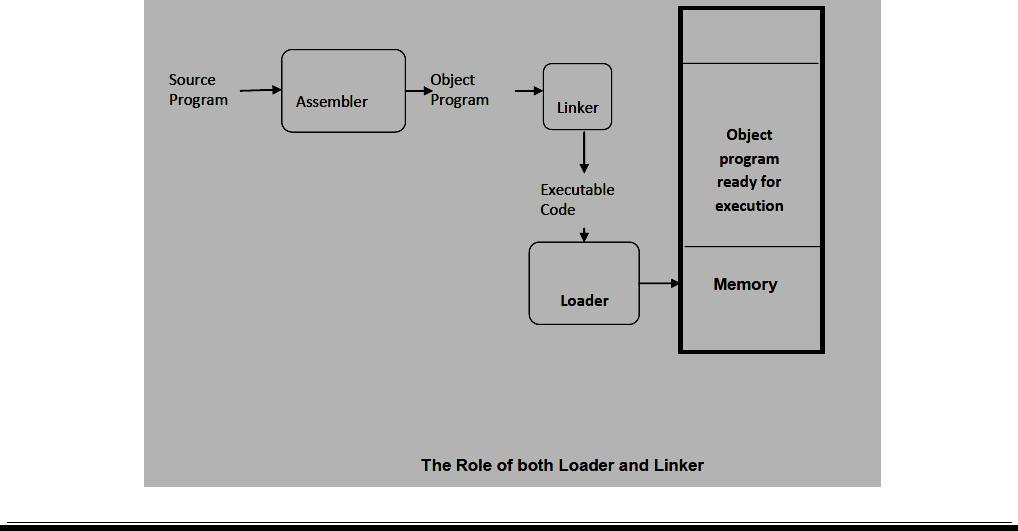 Source
Program
Assembler
Object
Program
Linker
Executable
Code
Loader
Object
program
ready for
execution
Memory
The Role of both Loader and Linker